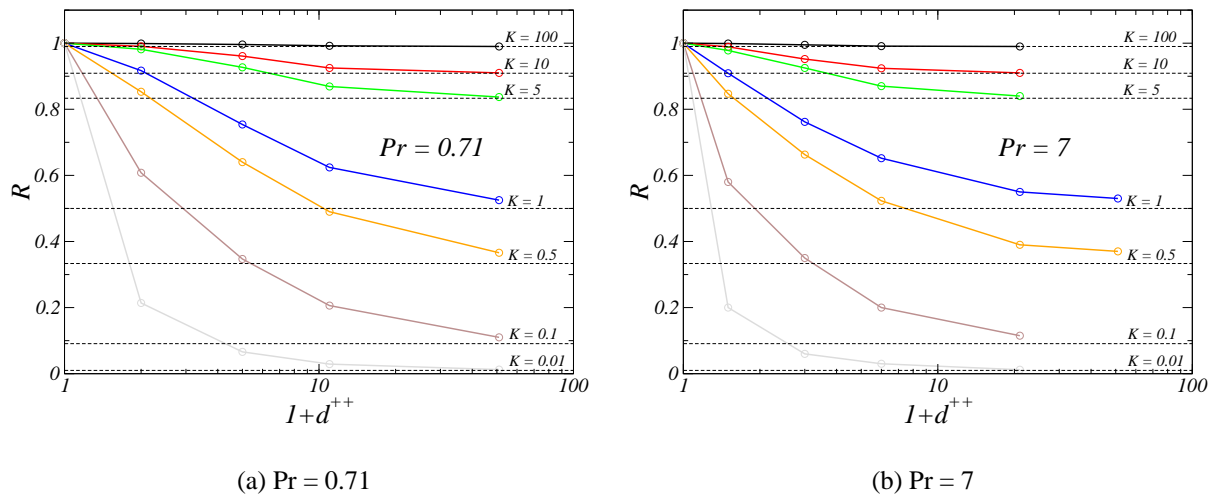 K = 100
1
K = 10
K = 5
0.8
Pr = 0.71
0.6
R
K = 1
0.4
K = 0.5
0.2
K = 0.1
K = 0.01
0
1
10
100
1+d++
(a) Pr = 0.71
K = 100
1
K = 10
K = 5
0.8
Pr = 7
0.6
R
K = 1
0.4
K = 0.5
0.2
K = 0.1
K = 0.01
0
1
10
100
1+d++
(b) Pr = 7